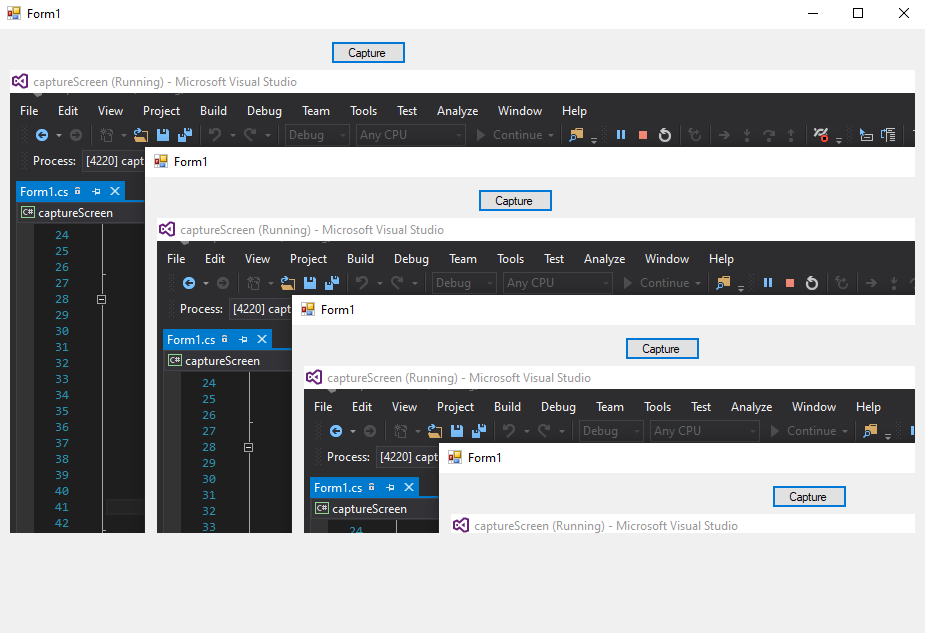 Form1
Capture
captureScreen (Running) - Microsoft Visual Studio
File Edit View Project Build Debug Team Tools Test Analyze Window Help
Debug Any CPU Continue
Process: [4220] capt Form1
Form1.cs
Capture
C# captureScreen
captureScreen (Running) - Microsoft Visual Studio
24
25 File Edit View Project Build Debug Team Tools Test Analyze Window Help
26
27 Debug Any CPU Continue
28 Process: [4220] capt Form1
29
30 Form1.cs
31 Capture
32 C# captureScreen
33 captureScreen (Running) - Microsoft Visual Studio
34 24
35 25 File Edit View Project Build Debug Team Tools Test Analyze Window Help
36 26
37 27 Debug Any CPU Continue
38 28 Process: [4220] capt Form1
39 29
40 30 Form1.cs
41 31 Capture
C# captureScreen
42 32
33 24 captureScreen (Running) - Microsoft Visual Studio